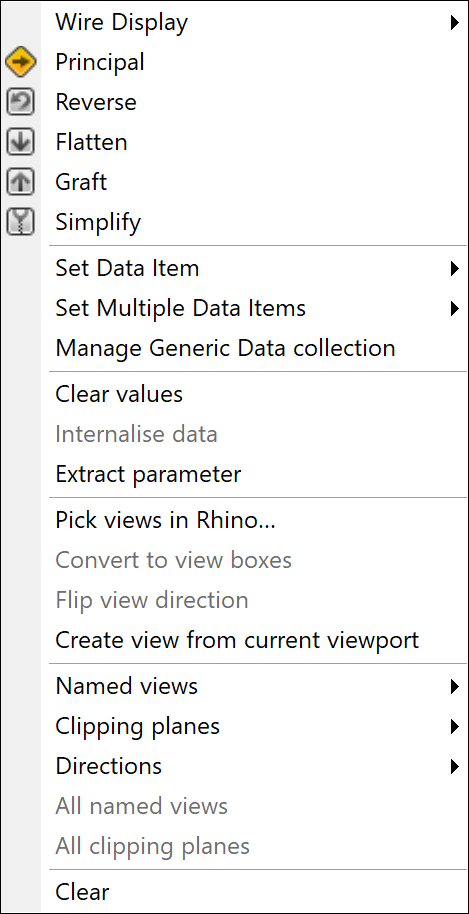 Wire Display
Principal
Reverse
Flatten
Graft
Simplify
Set Data Item
Set Multiple Data Items
Manage Generic Data collection
Clear values
Internalise data
Extract parameter
Pick views in Rhino...
Convert to view boxes
Flip view direction
Create view from current viewport
Named views
Clipping planes
Directions
All named views
All clipping planes
Clear